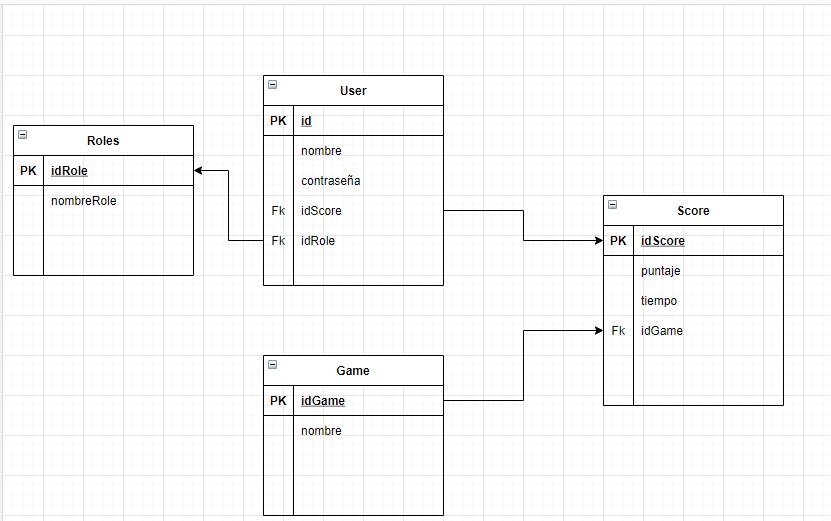 User
PK id
nombre
contraseña
Fk idScore
Fk idRole
Roles
PK idRole
nombreRole
Score
PK idScore
puntaje
tiempo
Fk idGame
Game
PK idGame
nombre